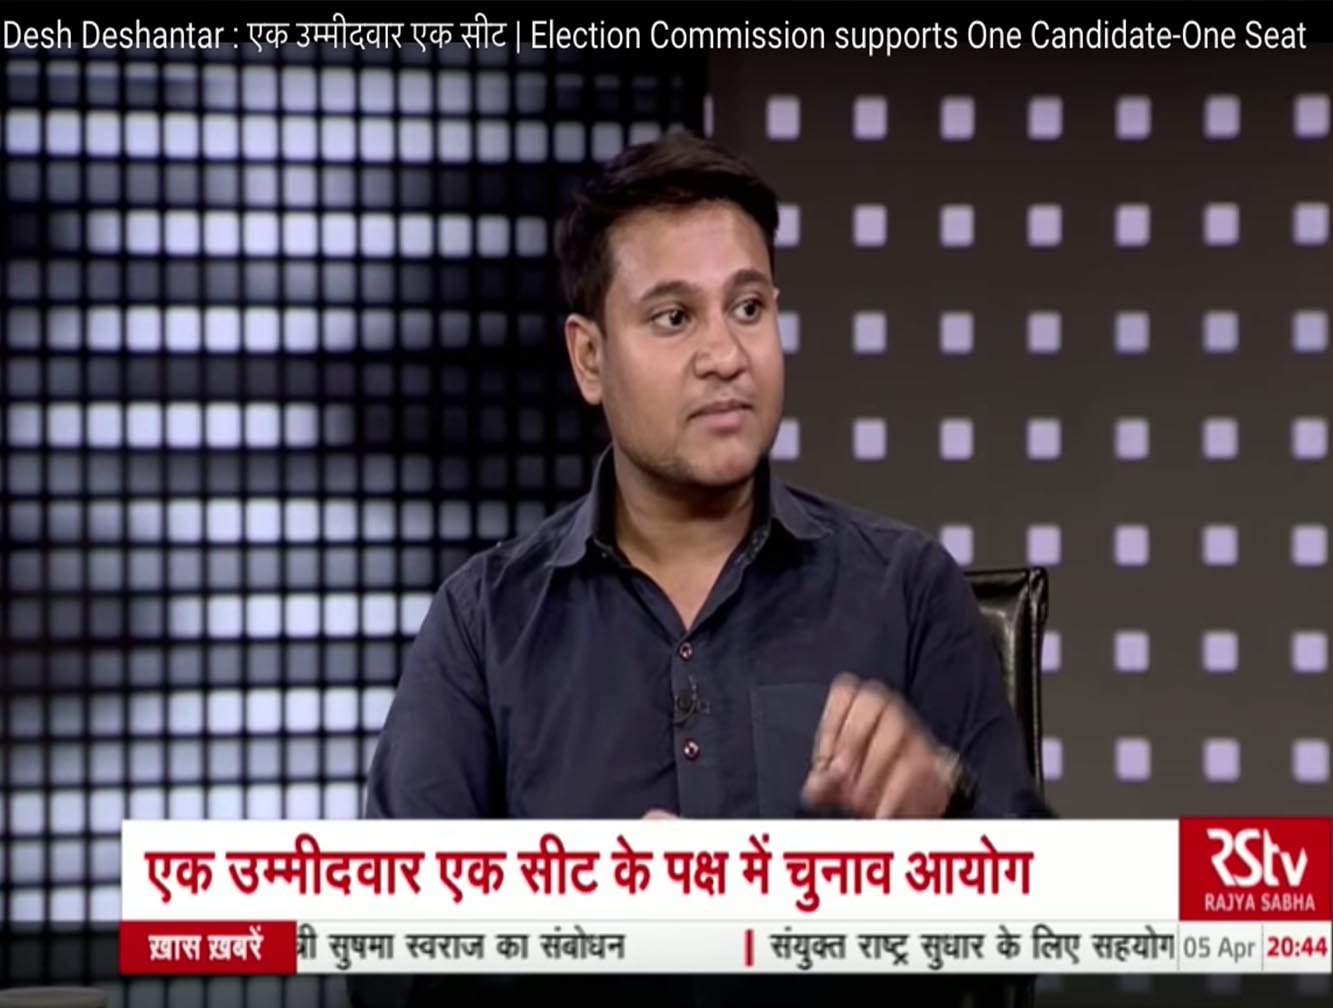 Desh Deshantar : एक उम्मीदवार एक सीट | Election Commission supports One Candidate-One Seat
एक उम्मीदवार एक सीट के पक्ष में चुनाव आयोग
RStv
RAJYA SABHA
ख़ास ख़बरें
सुषमा स्वराज का संबोधन | संयुक्त राष्ट्र सुधार के लिए सहयोग
05 Apr 20:44